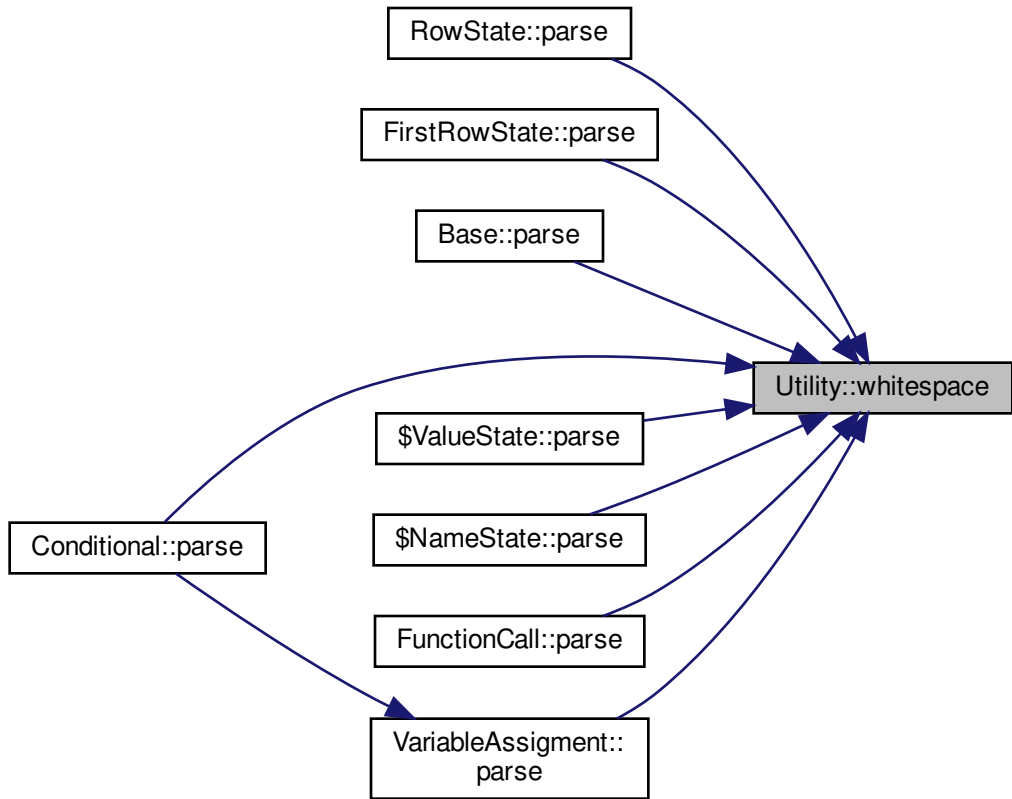 RowState::parse
FirstRowState::parse
Base::parse
Utility::whitespace
$ValueState::parse
$NameState::parse
Conditional::parse
FunctionCall::parse
VariableAssigment::
parse